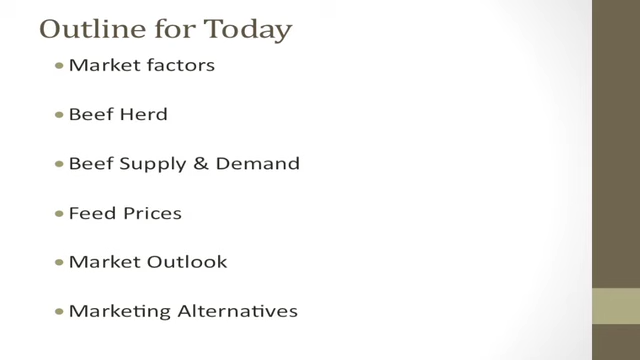 Outline for Today
• Market factors
• Beef Herd
• Beef Supply & Demand
• Feed Prices
• Market Outlook
• Marketing Alternatives